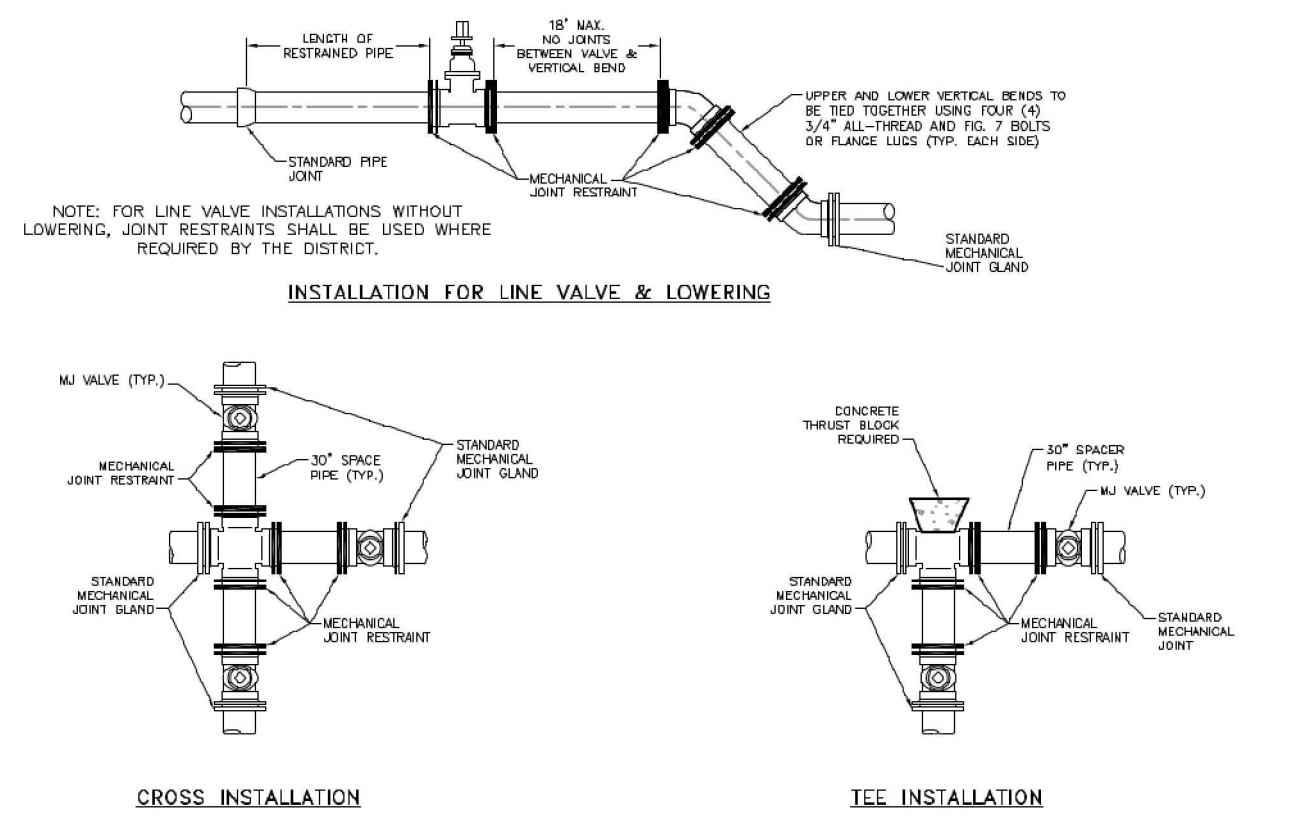 LENGTH OF
RESTRAINED PIPE
18' MAX.
NO JOINTS
BETWEEN VALVE &
VERTICAL BEND
UPPER AND LOWER VERTICAL BENDS TO
BE TIED TOGETHER USING FOUR (4)
3/4" ALL-THREAD AND FIG. 7 BOLTS
OR FLANGE LUGS (TYP. EACH SIDE)
STANDARD PIPE
JOINT
MECHANICAL
JOINT RESTRAINT
NOTE: FOR LINE VALVE INSTALLATIONS WITHOUT
LOWERING, JOINT RESTRAINTS SHALL BE USED WHERE
REQUIRED BY THE DISTRICT.
STANDARD
MECHANICAL
JOINT GLAND
INSTALLATION FOR LINE VALVE & LOWERING
MJ VALVE (TYP.)
MECHANICAL
JOINT RESTRAINT
30" SPACE
PIPE (TYP.)
STANDARD
MECHANICAL
JOINT GLAND
STANDARD
MECHANICAL
JOINT GLAND
MECHANICAL
JOINT RESTRAINT
CROSS INSTALLATION
CONCRETE
THRUST BLOCK
REQUIRED
30" SPACER
PIPE (TYP.)
MJ VALVE (TYP.)
STANDARD
MECHANICAL
JOINT GLAND
MECHANICAL
JOINT RESTRAINT
STANDARD
MECHANICAL
JOINT
TEE INSTALLATION